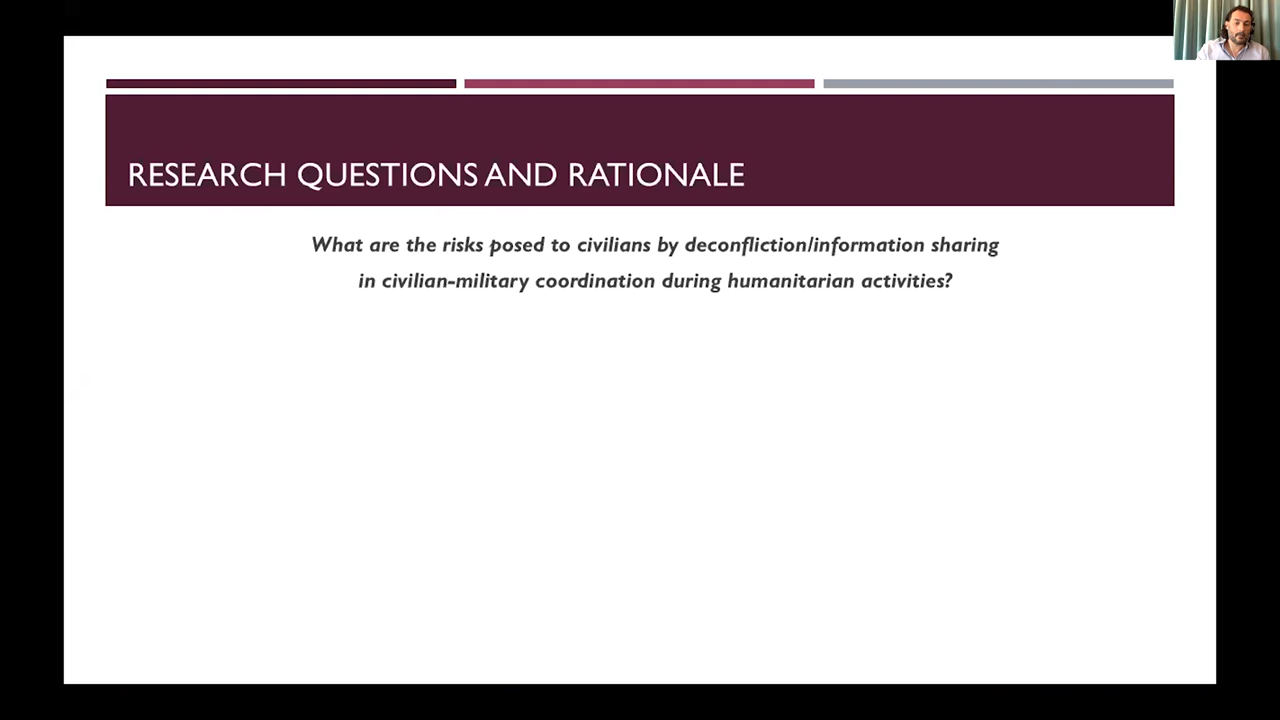 RESEARCH QUESTIONS AND RATIONALE
What are the risks posed to civilians by deconfliction/information sharing
in civilian-military coordination during humanitarian activities?